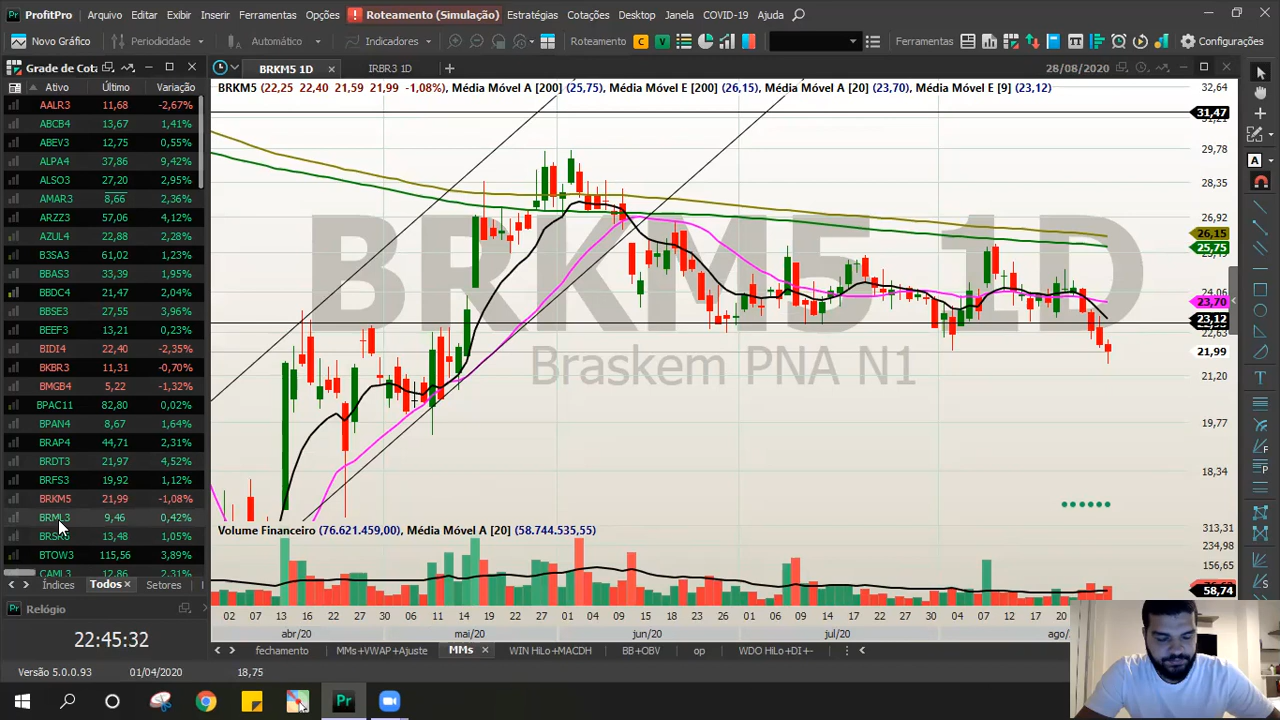 ProfitPro Arquivo Editar Exibir Inserir Ferramentas Opções ! Roteamento (Simulação) Estratégias Cotações Desktop Janela COVID-19 Ajuda
Novo Gráfico Periodicidade Automático Indicadores Roteamento C V Ferramentas Configurações
Grade de Cota
BRKM5 1D IRBR3 1D 28/08/2020
Ativo Último Variação
BRKM5 (22,25 22,40 21,59 21,99 -1,08%), Média Móvel A [200] (25,75), Média Móvel E [200] (26,15), Média Móvel A [20] (23,70), Média Móvel E [9] (23,12)
AALR3 11,68 -2,67%
ABCB4 13,67 1,41%
ABEV3 12,75 0,55%
ALPA4 37,86 9,42%
ALSO3 27,20 2,95%
AMAR3 8,66 2,36%
ARZZ3 57,06 4,12%
AZUL4 22,88 2,28%
B3SA3 61,02 1,23%
BBAS3 33,39 1,95%
BBDC4 21,47 2,04%
BBSE3 27,55 3,96%
BEEF3 13,21 0,23%
BIDI4 22,40 -2,35%
BKBR3 11,31 -0,70%
BMGB4 5,22 -1,32%
BPAC11 82,80 0,02%
BPAN4 8,67 1,64%
BRAP4 44,71 2,31%
BRDT3 21,97 4,52%
BRFS3 19,92 1,12%
BRKM5 21,99 -1,08%
BRML3 9,46 0,42%
BRSR6 13,48 1,05%
BTOW3 115,56 3,89%
CAML3 12,86 2,31%
BRKM5 1D
Braskem PNA N1
32,64
31,47
31,21
29,78
28,35
26,92
26,15
25,75
25,49
24,06
23,70
23,12
22,63
21,99
21,20
19,77
18,34
Volume Financeiro (76.621.459,00), Média Móvel A [20] (58.744.535,55)
313,31
234,98
156,65
58,74
02 07 13 16 22 27 30 06 11 14 19 22 27 01 04 09 15 18 23 26 01 06 09 14 17 22 27 30 04 07 12 17 20
abr/20 mai/20 jun/20 jul/20 ago/
Índices Todos Setores
Relógio
22:45:32
fechamento MMs+VWAP+Ajuste MMs WIN HiLo+MACDH BB+OBV op WDO HiLo+DI+-
Versão 5.0.0.93 01/04/2020 18,75
Pr